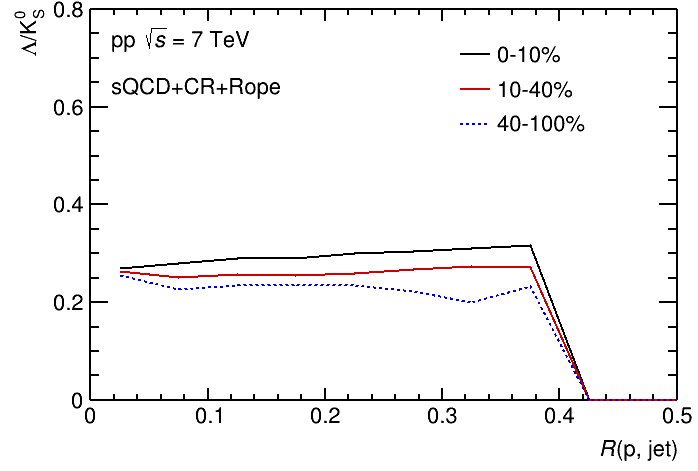 Λ/K⁰_S
0.8
0.6
0.4
0.2
0
pp √s = 7 TeV
sQCD+CR+Rope
0-10%
10-40%
40-100%
0 0.1 0.2 0.3 0.4 0.5
R(p, jet)